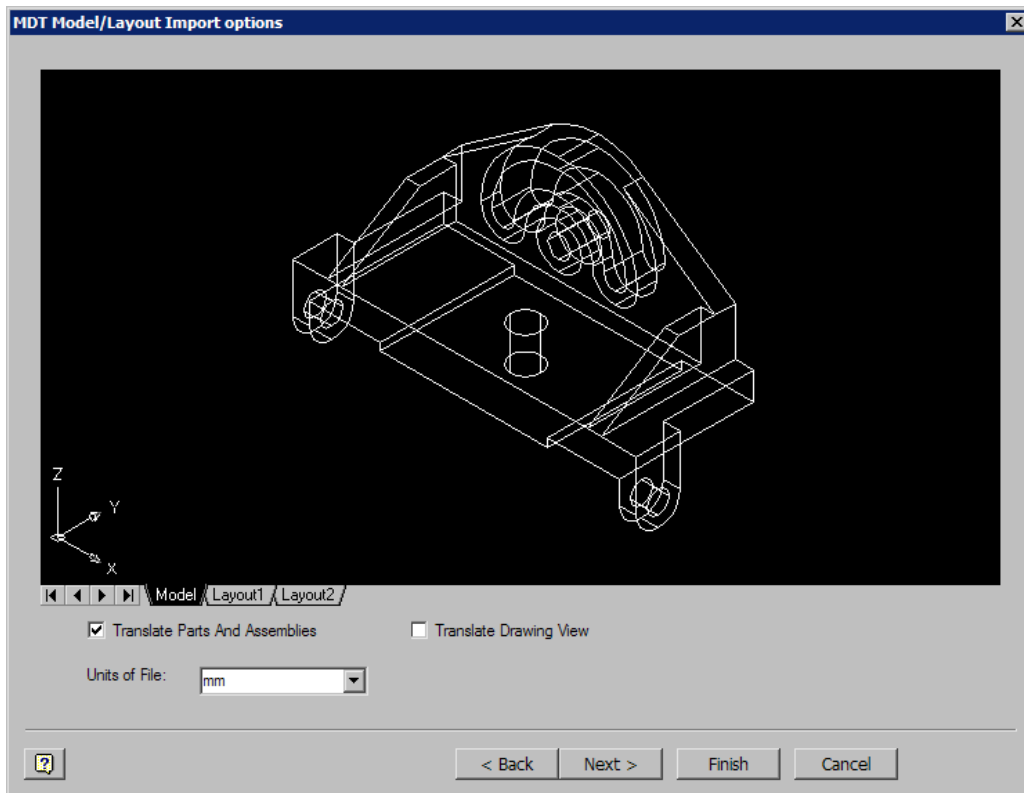 MDT Model/Layout Import options
Z
Y
X
Model Layout1 Layout2
Translate Parts And Assemblies Translate Drawing View
Units of File: mm
< Back Next > Finish Cancel